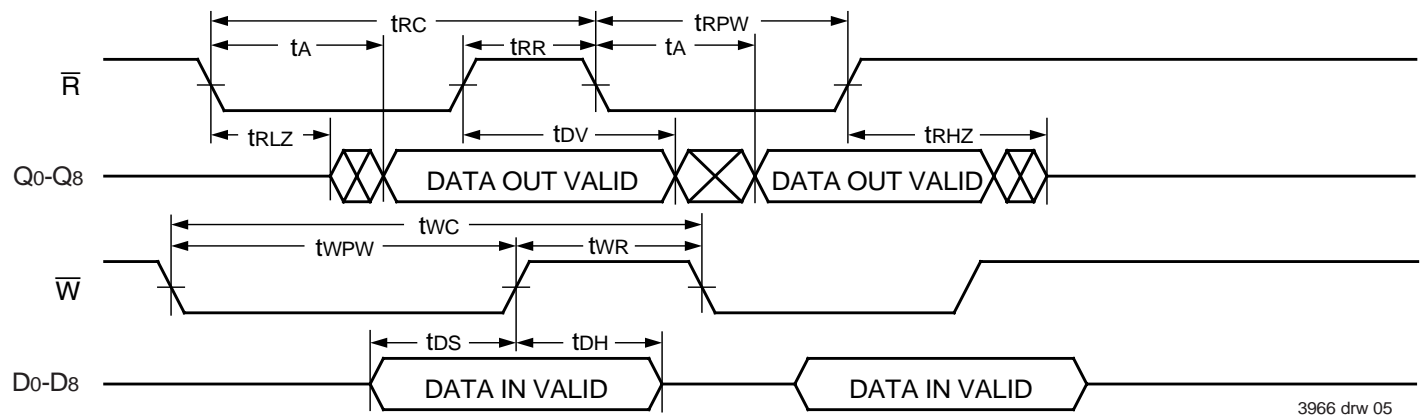 tRC tRPW
tA tRR tA
R̅
tRLZ tDV tRHZ
Q0-Q8 DATA OUT VALID DATA OUT VALID
tWC
tWPW tWR
W̅
tDS tDH
D0-D8 DATA IN VALID DATA IN VALID
3966 drw 05